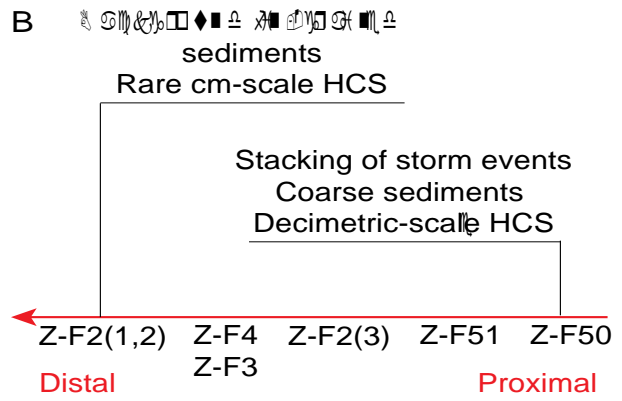 B
sediments
Rare cm-scale HCS
Stacking of storm events
Coarse sediments
Decimetric-scale HCS
Z-F2(1,2) Z-F4 Z-F2(3) Z-F51 Z-F50
Z-F3
Distal Proximal